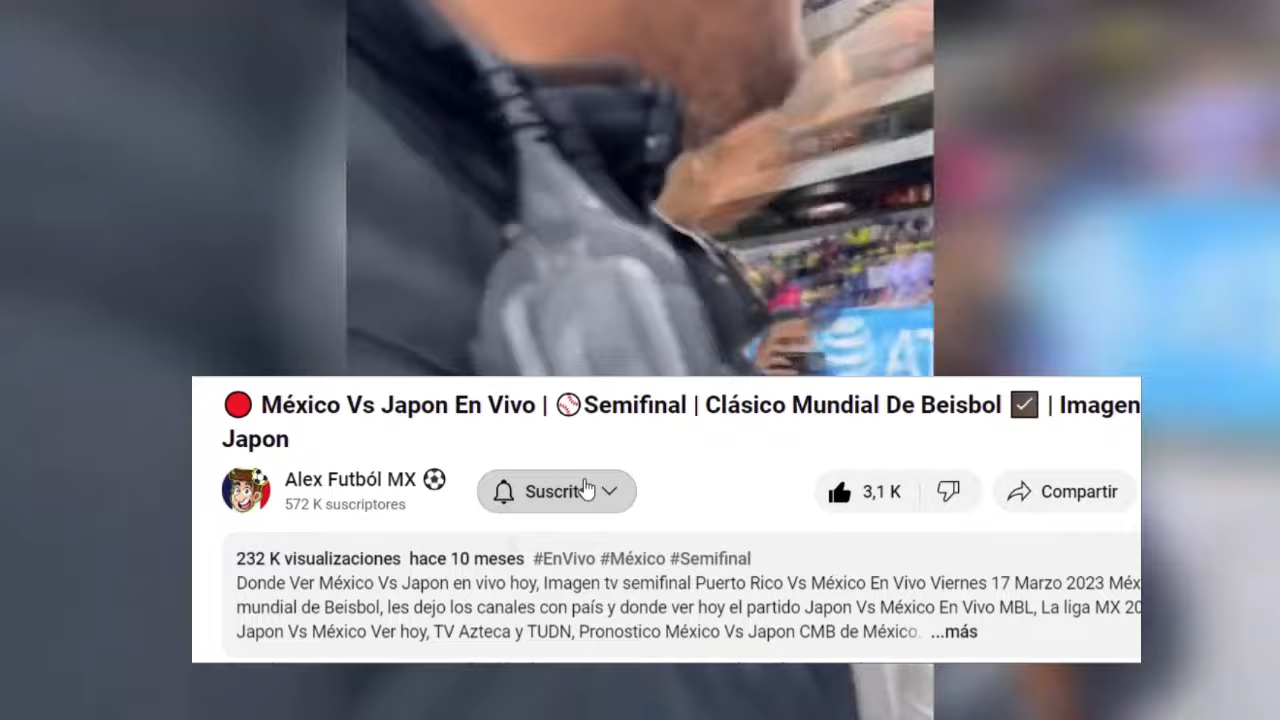 AT
México Vs Japon En Vivo | Semifinal | Clásico Mundial De Beisbol | Imagen
Japon
Alex Futból MX
572 K suscriptores
Suscrito
3,1 K
Compartir
232 K visualizaciones hace 10 meses #EnVivo #México #Semifinal
Donde Ver México Vs Japon en vivo hoy, Imagen tv semifinal Puerto Rico Vs México En Vivo Viernes 17 Marzo 2023 Méx
mundial de Beisbol, les dejo los canales con país y donde ver hoy el partido Japon Vs México En Vivo MBL, La liga MX 20
Japon Vs México Ver hoy, TV Azteca y TUDN, Pronostico México Vs Japon CMB de México. ...más